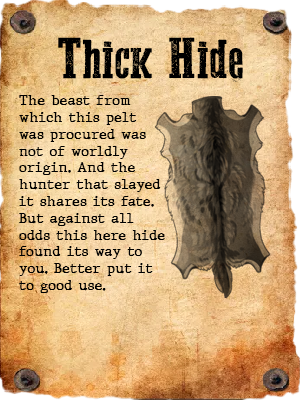 Thick Hide
The beast from
which this pelt
was procured was
not of worldly
origin. And the
hunter that slayed
it shares its fate.
But against all
odds this here hide
found its way to
you. Better put it
to good use.